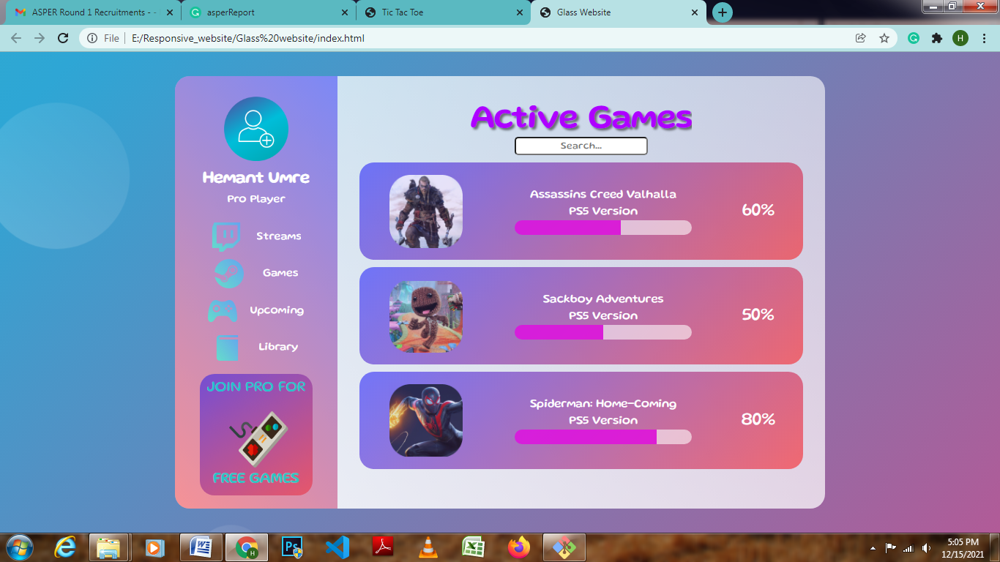 ASPER Round 1 Recruitments - -
asperReport
Tic Tac Toe
Glass Website
File
E:/Responsive_website/Glass%20website/index.html
H
Active Games
Search...
Hemant Umre
Pro Player
Streams
Games
Upcoming
Library
JOIN PRO FOR
FREE GAMES
Assassins Creed Valhalla
PS5 Version
60%
Sackboy Adventures
PS5 Version
50%
Spiderman: Home-Coming
PS5 Version
80%
5:05 PM
12/15/2021